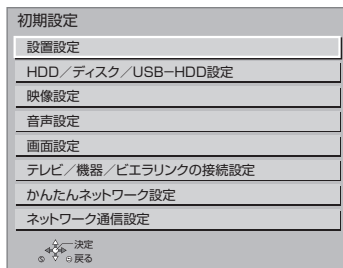 初期設定
設置設定
HDD／ディスク／USB−HDD設定
映像設定
音声設定
画面設定
テレビ／機器／ビエラリンクの接続設定
かんたんネットワーク設定
ネットワーク通信設定
決定
戻る